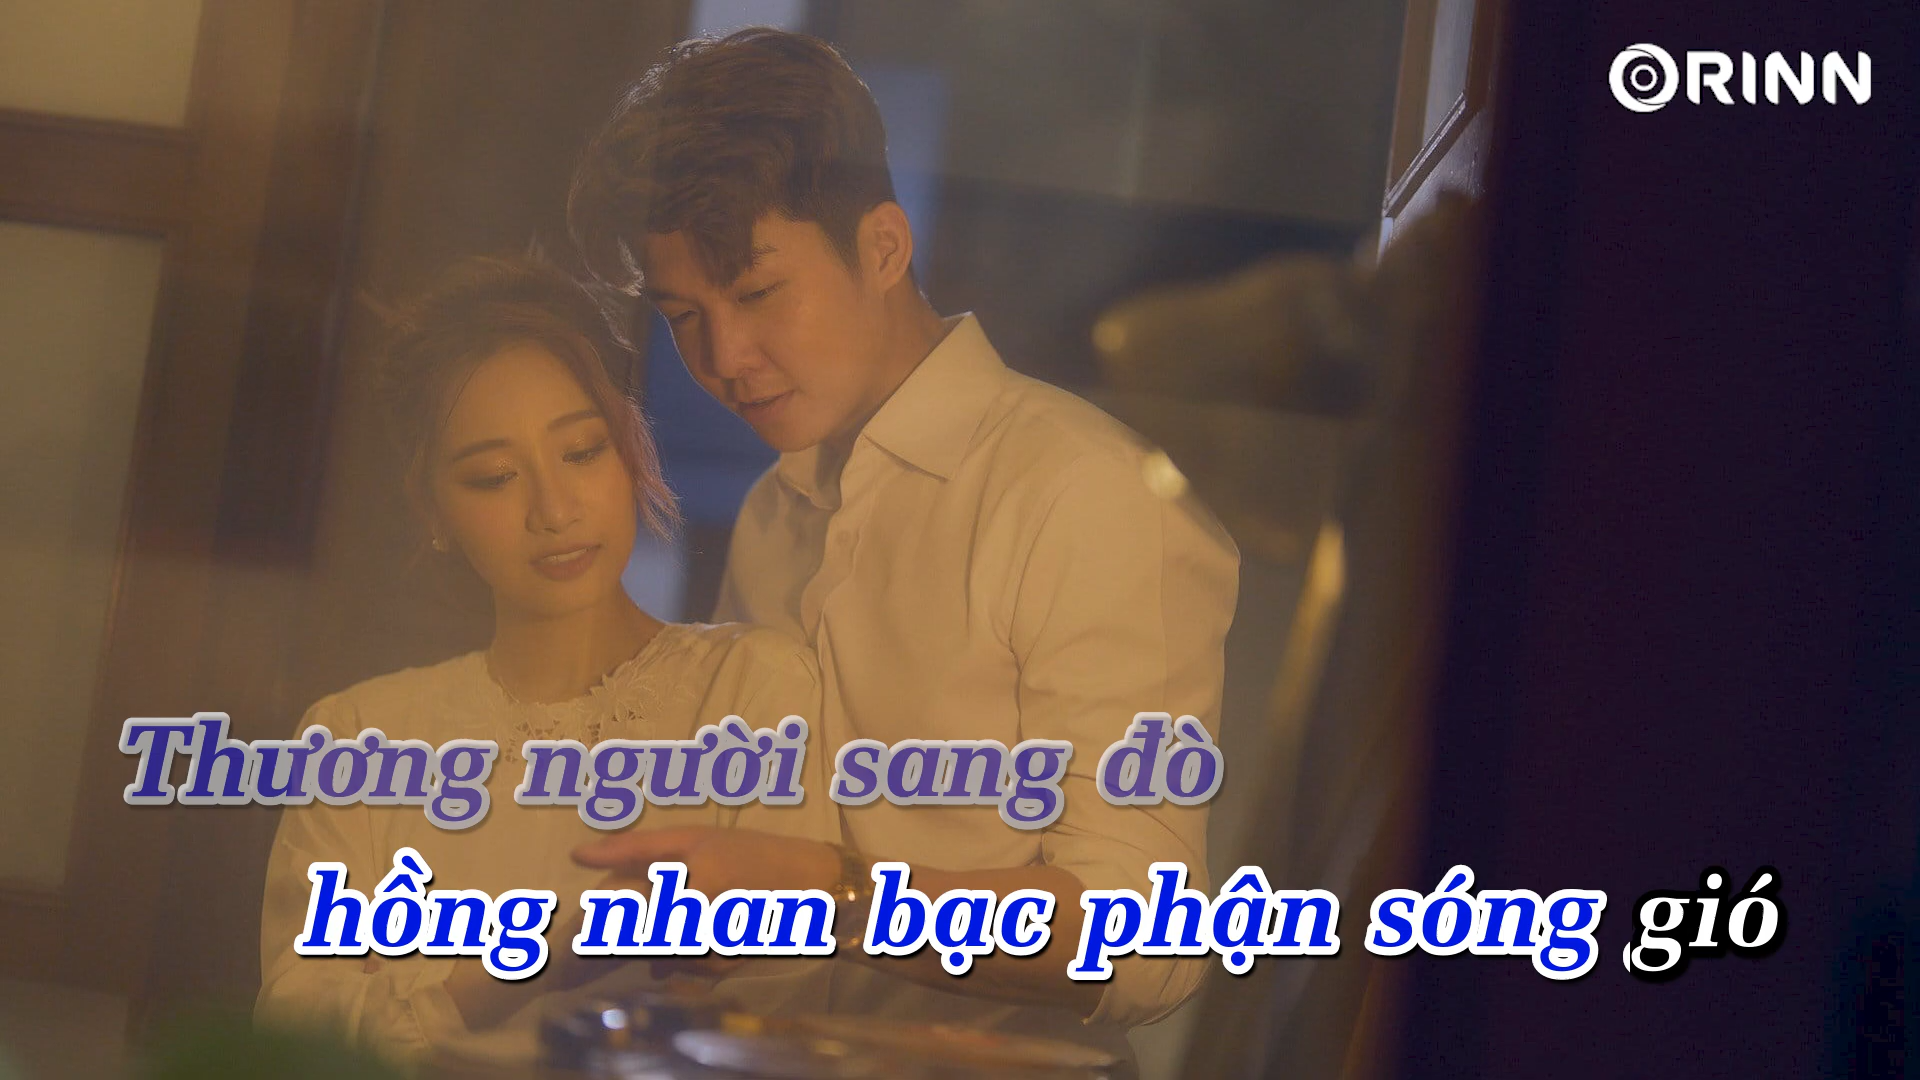 ORINN
Thương người sang đò
hồng nhan bạc phận sóng gió